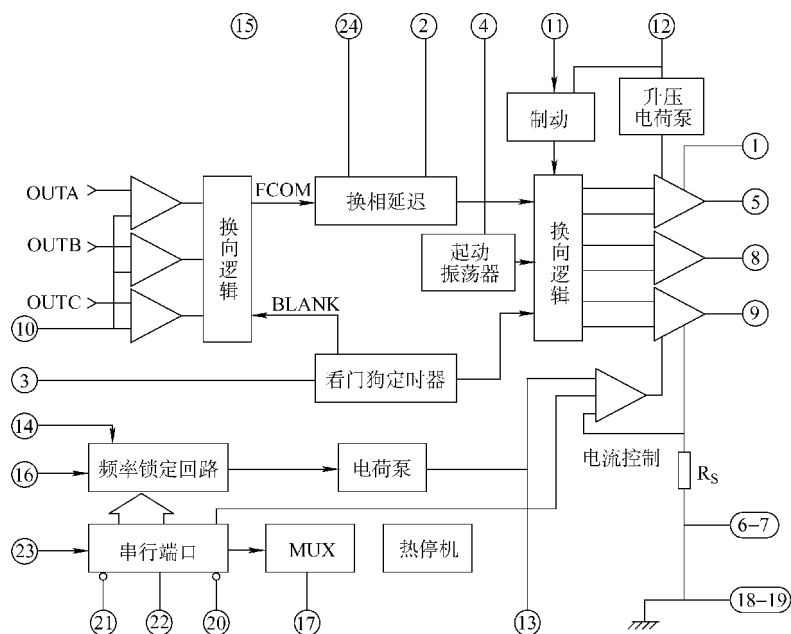 15
24
2
4
11
12
制动
升压
电荷泵
1
OUTA
FCOM
换相延迟
5
OUTB
换向逻辑
起动
振荡器
换向逻辑
8
OUTC
BLANK
9
10
3
看门狗定时器
14
电流控制
16
频率锁定回路
电荷泵
RS
6-7
23
串行端口
MUX
热停机
18-19
21
22
20
17
13